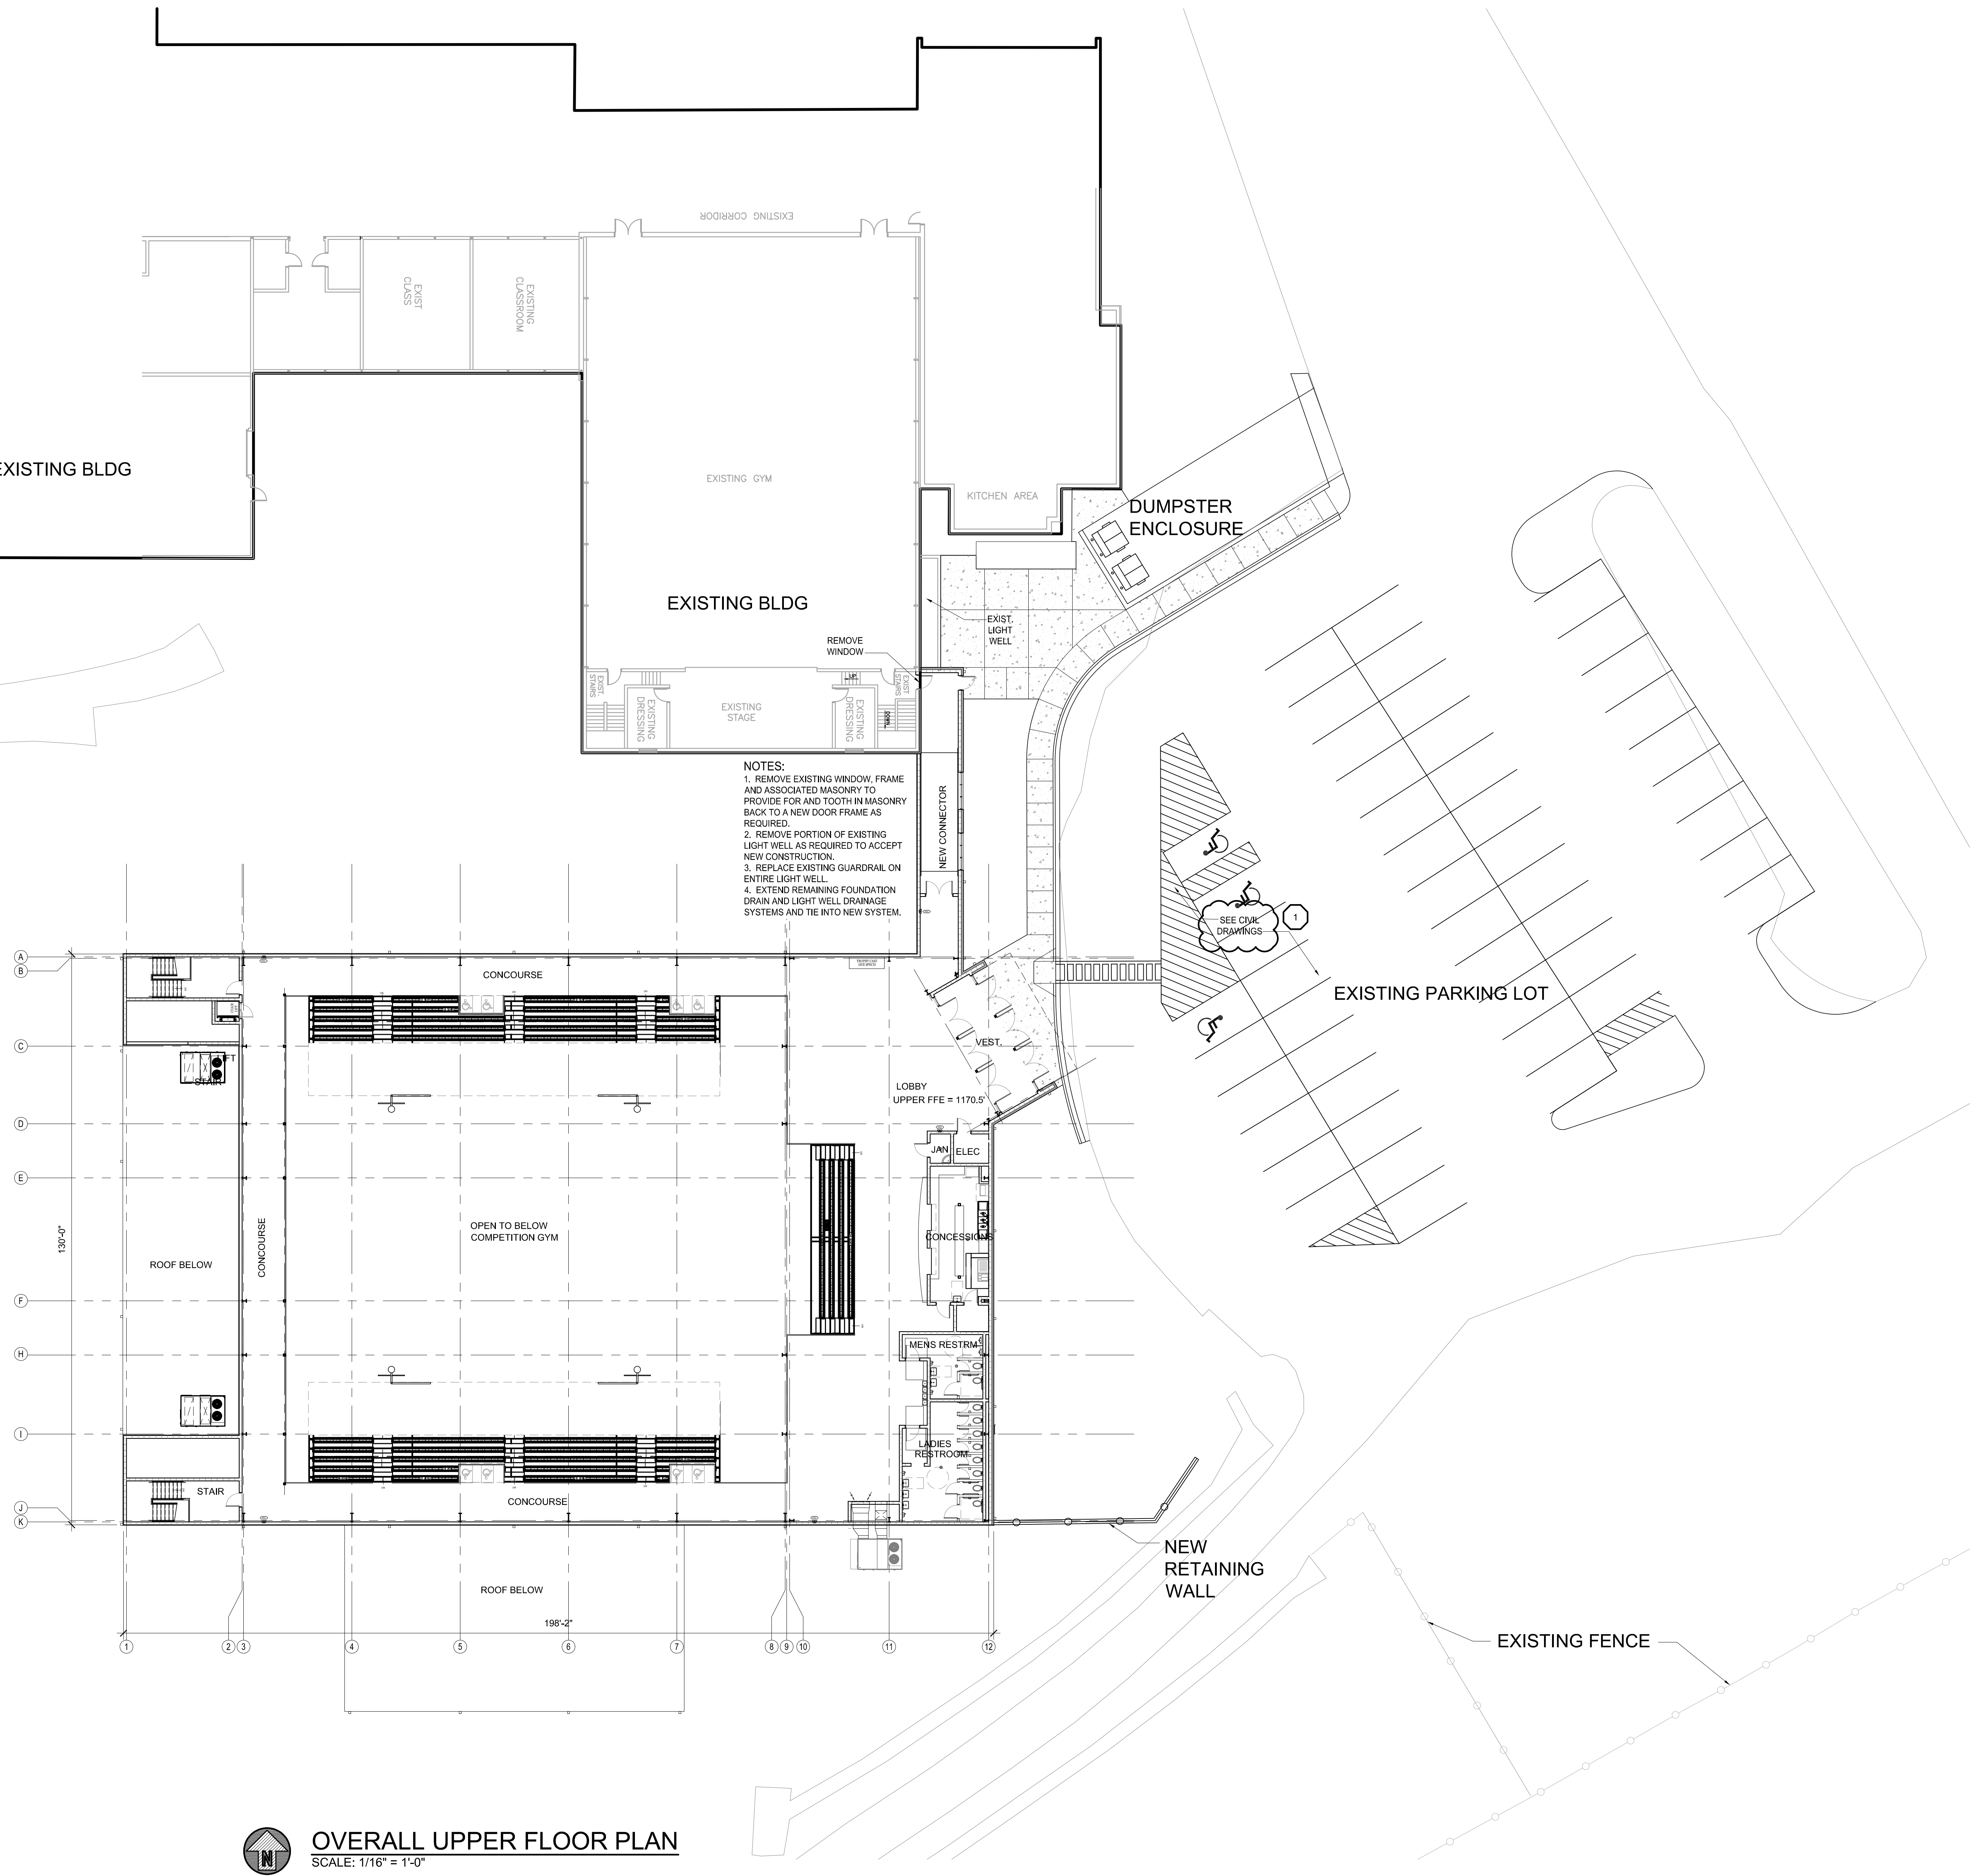 EXISTING CORRIDOR
EXIST
CLASS
EXISTING
CLASSROOM
EXISTING BLDG
EXISTING GYM
KITCHEN AREA
DUMPSTER
ENCLOSURE
EXISTING BLDG
EXIST.
LIGHT
WELL
REMOVE
WINDOW
EXIST.
STAIRS
EXISTING
DRESSING
EXISTING
STAGE
UP
EXISTING
DRESSING
EXIST
STAIRS
DOWN
NOTES:
1. REMOVE EXISTING WINDOW, FRAME
AND ASSOCIATED MASONRY TO
PROVIDE FOR AND TOOTH IN MASONRY
BACK TO A NEW DOOR FRAME AS
REQUIRED.
2. REMOVE PORTION OF EXISTING
LIGHT WELL AS REQUIRED TO ACCEPT
NEW CONSTRUCTION.
3. REPLACE EXISTING GUARDRAIL ON
ENTIRE LIGHT WELL.
4. EXTEND REMAINING FOUNDATION
DRAIN AND LIGHT WELL DRAINAGE
SYSTEMS AND TIE INTO NEW SYSTEM.
NEW CONNECTOR
SEE CIVIL
DRAWINGS
1
EXISTING PARKING LOT
A
B
C
D
E
F
H
I
J
K
130'-0"
CONCOURSE
STAIR
VEST.
LOBBY
UPPER FFE = 1170.5'
JAN
ELEC
CONCESSIONS
OPEN TO BELOW
COMPETITION GYM
CONCOURSE
ROOF BELOW
MENS RESTRM
LADIES
RESTROOM
STAIR
CONCOURSE
NEW
RETAINING
WALL
ROOF BELOW
198'-2"
1
2
3
4
5
6
7
8
9
10
11
12
EXISTING FENCE
N
OVERALL UPPER FLOOR PLAN
SCALE: 1/16" = 1'-0"